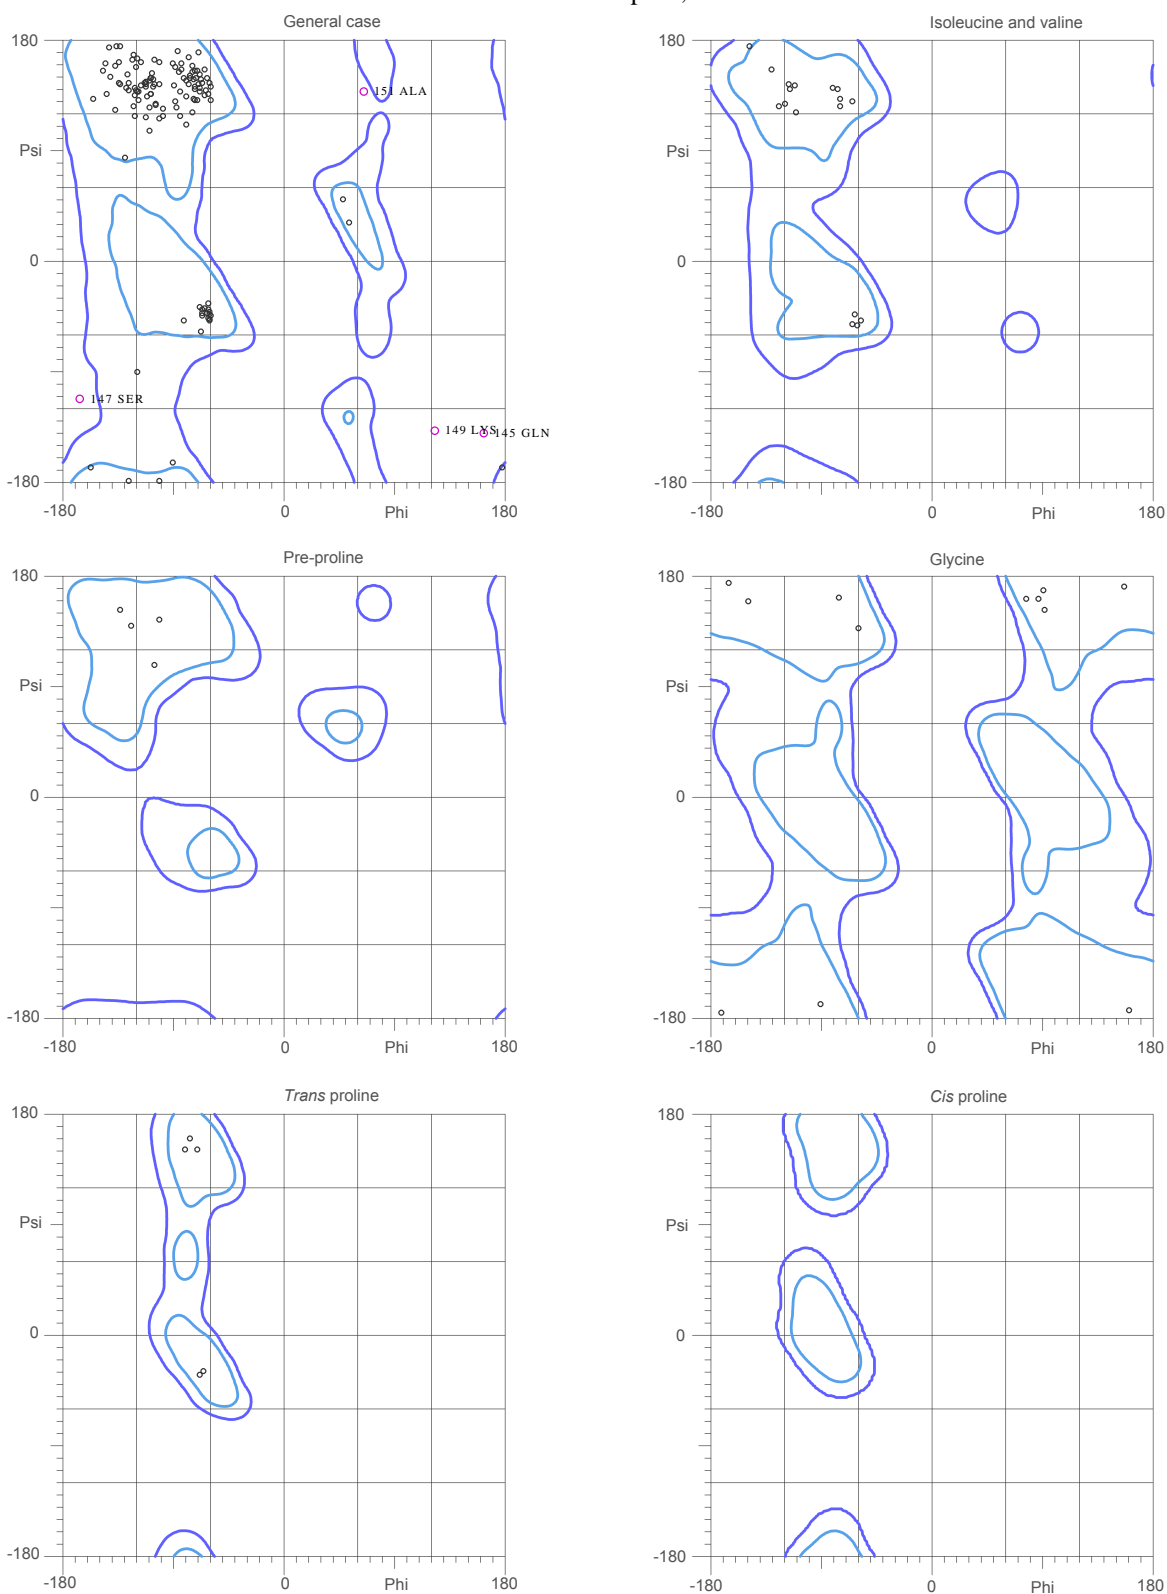 General case
Isoleucine and valine
180
180
151 ALA
Psi
Psi
0
0
147 SER
149 LYS
145 GLN
-180
-180
-180
0
Phi
180
-180
0
Phi
180
Pre-proline
Glycine
180
180
Psi
Psi
0
0
-180
-180
-180
0
Phi
180
-180
0
Phi
180
Trans proline
Cis proline
180
180
Psi
Psi
0
0
-180
-180
-180
0
Phi
180
-180
0
Phi
180